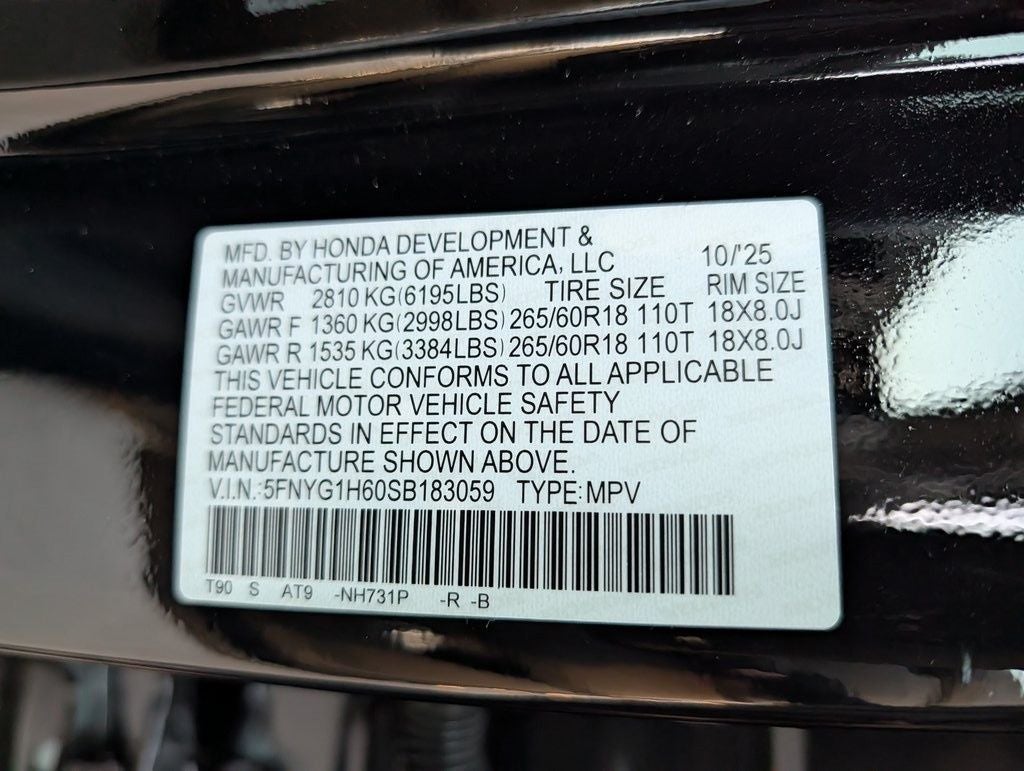 MFD. BY HONDA DEVELOPMENT &
MANUFACTURING OF AMERICA, LLC 10/'25
GVWR 2810 KG(6195LBS) TIRE SIZE RIM SIZE
GAWR F 1360 KG(2998LBS) 265/60R18 110T 18X8.0J
GAWR R 1535 KG(3384LBS) 265/60R18 110T 18X8.0J
THIS VEHICLE CONFORMS TO ALL APPLICABLE
FEDERAL MOTOR VEHICLE SAFETY
STANDARDS IN EFFECT ON THE DATE OF
MANUFACTURE SHOWN ABOVE.
V.I.N.:5FNYG1H60SB183059 TYPE:MPV
T90 S AT9 -NH731P -R -B